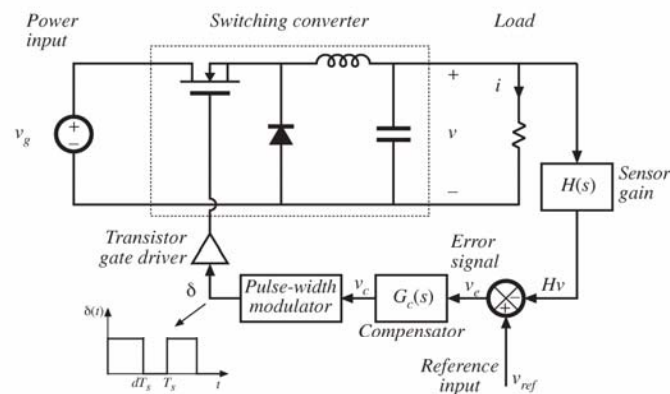 Power input
Switching converter
Load
v_g
+
−
+
v
−
i
H(s)
Sensor gain
Transistor gate driver
δ
Pulse-width modulator
v_c
G_c(s)
Compensator
Error signal
v_e
−
+
Hv
Reference input
v_ref
δ(t)
dT_s
T_s
t